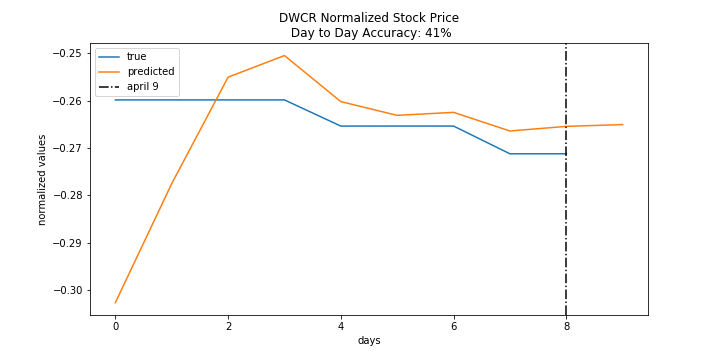 DWCR Normalized Stock Price
Day to Day Accuracy: 41%
true
predicted
april 9
normalized values
−0.25
−0.26
−0.27
−0.28
−0.29
−0.30
0 2 4 6 8
days